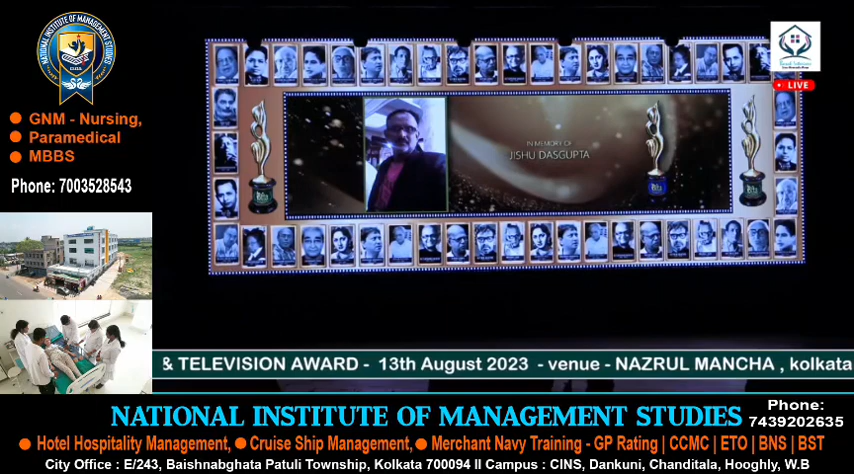 NATIONAL INSTITUTE OF MANAGEMENT STUDIES
GNM - Nursing,
Paramedical
MBBS
Phone: 7003528543
IN MEMORY OF
JISHU DASGUPTA
LIVE
& TELEVISION AWARD - 13th August 2023 - venue - NAZRUL MANCHA , kolkata
NATIONAL INSTITUTE OF MANAGEMENT STUDIES
Phone:
7439202635
Hotel Hospitality Management, Cruise Ship Management, Merchant Navy Training - GP Rating | CCMC | ETO | BNS | BST
City Office : E/243, Baishnabghata Patuli Township, Kolkata 700094 II Campus : CINS, Dankuni, Chanditala, Hooghly, W.B